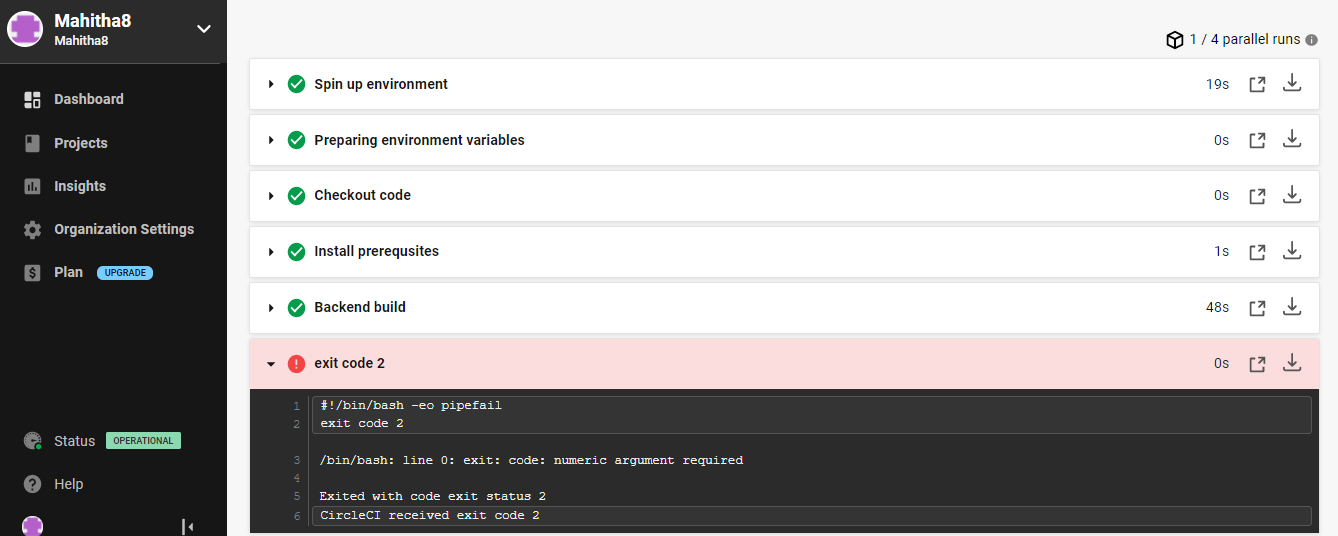 Mahitha8
Mahitha8
Dashboard
Projects
Insights
Organization Settings
Plan UPGRADE
Status OPERATIONAL
Help
1 / 4 parallel runs
Spin up environment 19s
Preparing environment variables 0s
Checkout code 0s
Install prerequsites 1s
Backend build 48s
exit code 2 0s
1 #!/bin/bash -eo pipefail
2 exit code 2
3 /bin/bash: line 0: exit: code: numeric argument required
4
5 Exited with code exit status 2
6 CircleCI received exit code 2